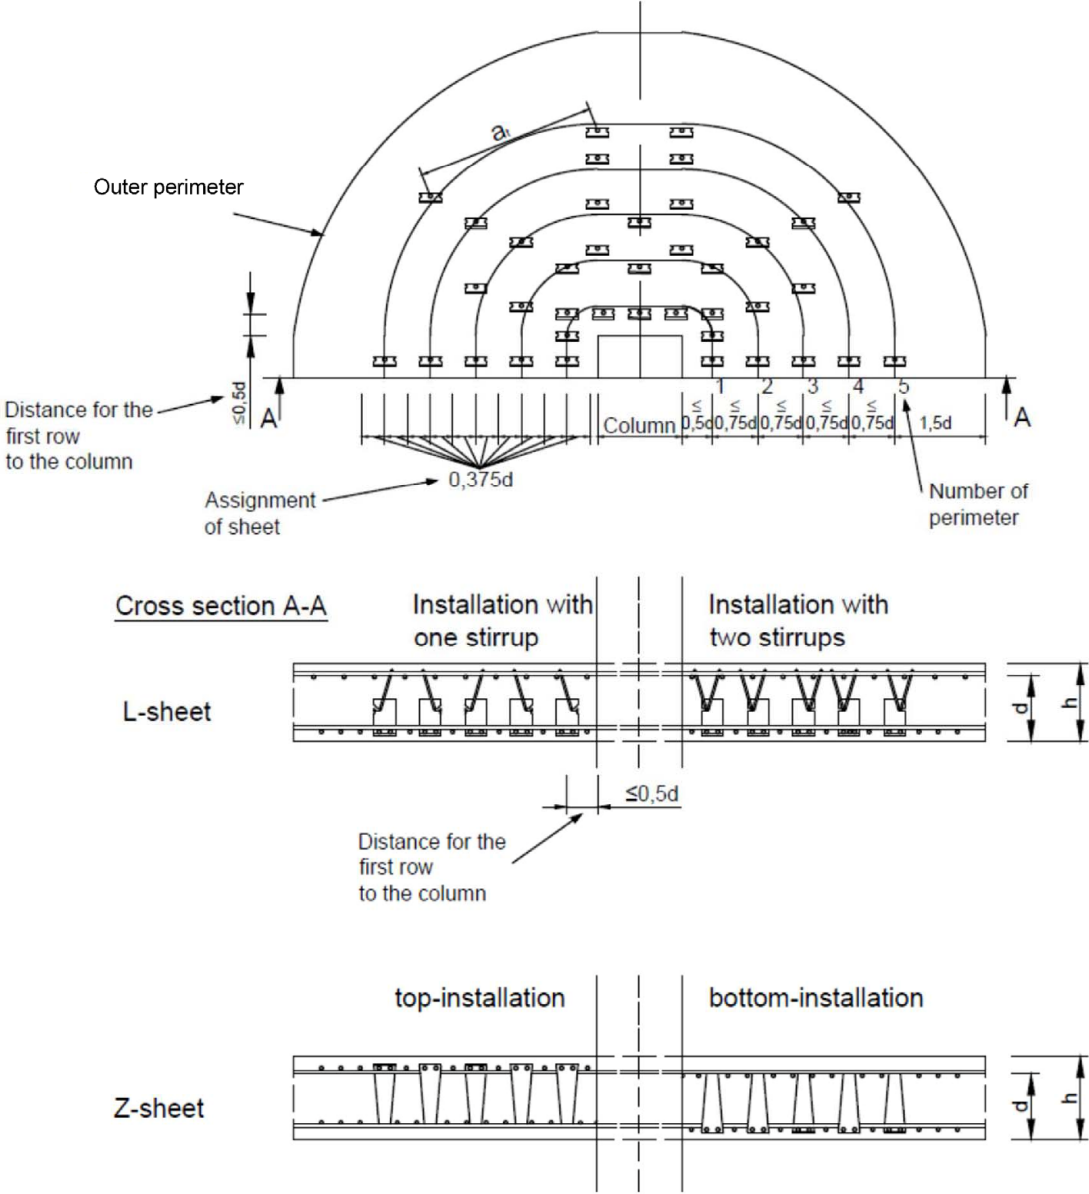 aₜ
Outer perimeter
≤0,5d
Distance for the
first row
to the column
A
1 2 3 4 5
A
Column
≤ ≤ ≤ ≤ ≤
0,5d 0,75d 0,75d 0,75d 0,75d 1,5d
0,375d
Assignment
of sheet
Number of
perimeter
Cross section A-A
Installation with
one stirrup
Installation with
two stirrups
L-sheet
d
h
≤0,5d
Distance for the
first row
to the column
top-installation
bottom-installation
Z-sheet
d
h